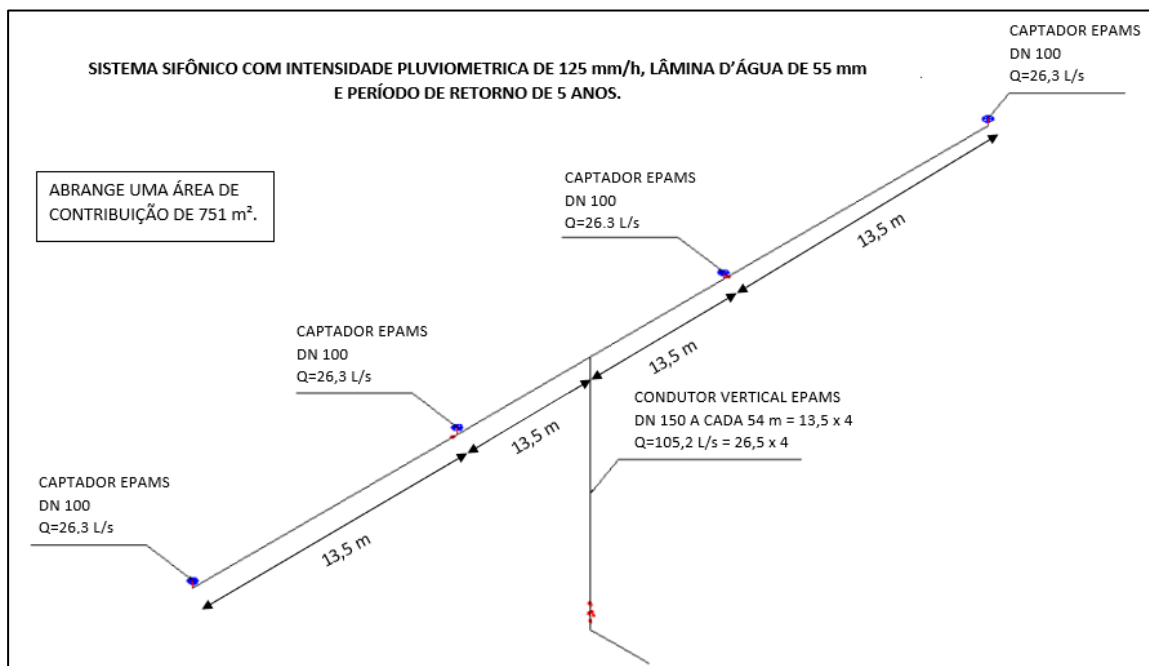 SISTEMA SIFÔNICO COM INTENSIDADE PLUVIOMETRICA DE 125 mm/h, LÂMINA D'ÁGUA DE 55 mm
E PERÍODO DE RETORNO DE 5 ANOS.
CAPTADOR EPAMS
DN 100
Q=26,3 L/s
ABRANGE UMA ÁREA DE
CONTRIBUIÇÃO DE 751 m².
CAPTADOR EPAMS
DN 100
Q=26.3 L/s
13,5 m
CAPTADOR EPAMS
DN 100
Q=26,3 L/s
13,5 m
CONDUTOR VERTICAL EPAMS
DN 150 A CADA 54 m = 13,5 x 4
Q=105,2 L/s = 26,5 x 4
13,5 m
CAPTADOR EPAMS
DN 100
Q=26,3 L/s
13,5 m